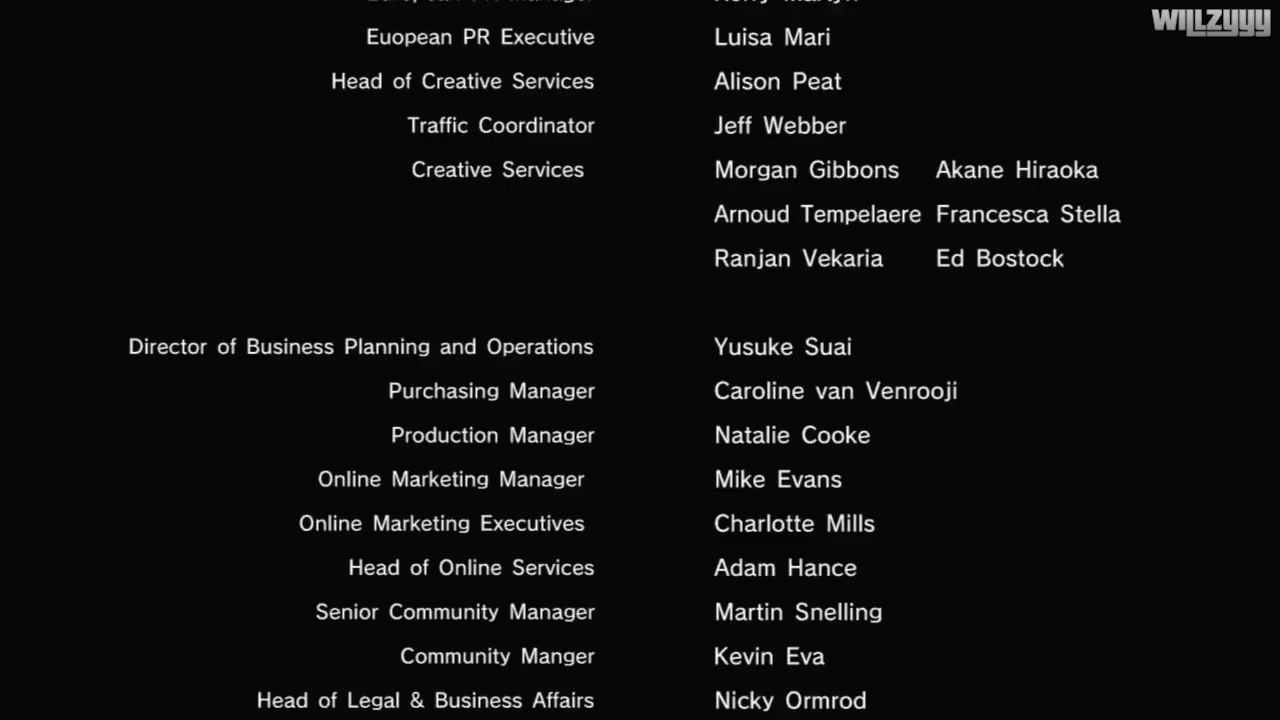 WILLZYYY
Euopean PR Executive Luisa Mari
Head of Creative Services Alison Peat
Traffic Coordinator Jeff Webber
Creative Services Morgan Gibbons Akane Hiraoka
Arnoud Tempelaere Francesca Stella
Ranjan Vekaria Ed Bostock
Director of Business Planning and Operations Yusuke Suai
Purchasing Manager Caroline van Venrooji
Production Manager Natalie Cooke
Online Marketing Manager Mike Evans
Online Marketing Executives Charlotte Mills
Head of Online Services Adam Hance
Senior Community Manager Martin Snelling
Community Manger Kevin Eva
Head of Legal & Business Affairs Nicky Ormrod